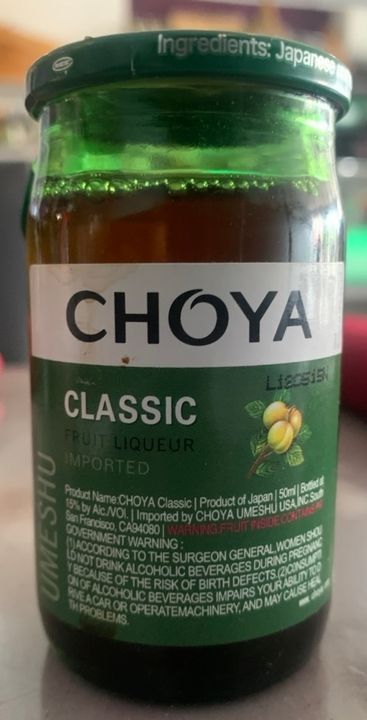 Ingredients: Japanese
CHOYA
CLASSIC
FRUIT LIQUEUR
IMPORTED
UMESHU
Product Name:CHOYA Classic | Product of Japan | 50ml | Bottled at
15% by Alc./VOl. | Imported by CHOYA UMESHU USA,INC.South
San Francisco, CA94080 | WARNING.FRUIT INSIDE CONTAINS
GOVERNMENT WARNING :
(1)ACCORDING TO THE SURGEON GENERAL,WOMEN SHOU
LD NOT DRINK ALCOHOLIC BEVERAGES DURING PREGNANC
Y BECAUSE OF THE RISK OF BIRTH DEFECTS.(2)CONSUMPTI
ON OF ALCOHOLIC BEVERAGES IMPAIRS YOUR ABILITY TO D
RIVE A CAR OR OPERATEMACHINERY, AND MAY CAUSE HEAL
TH PROBLEMS.